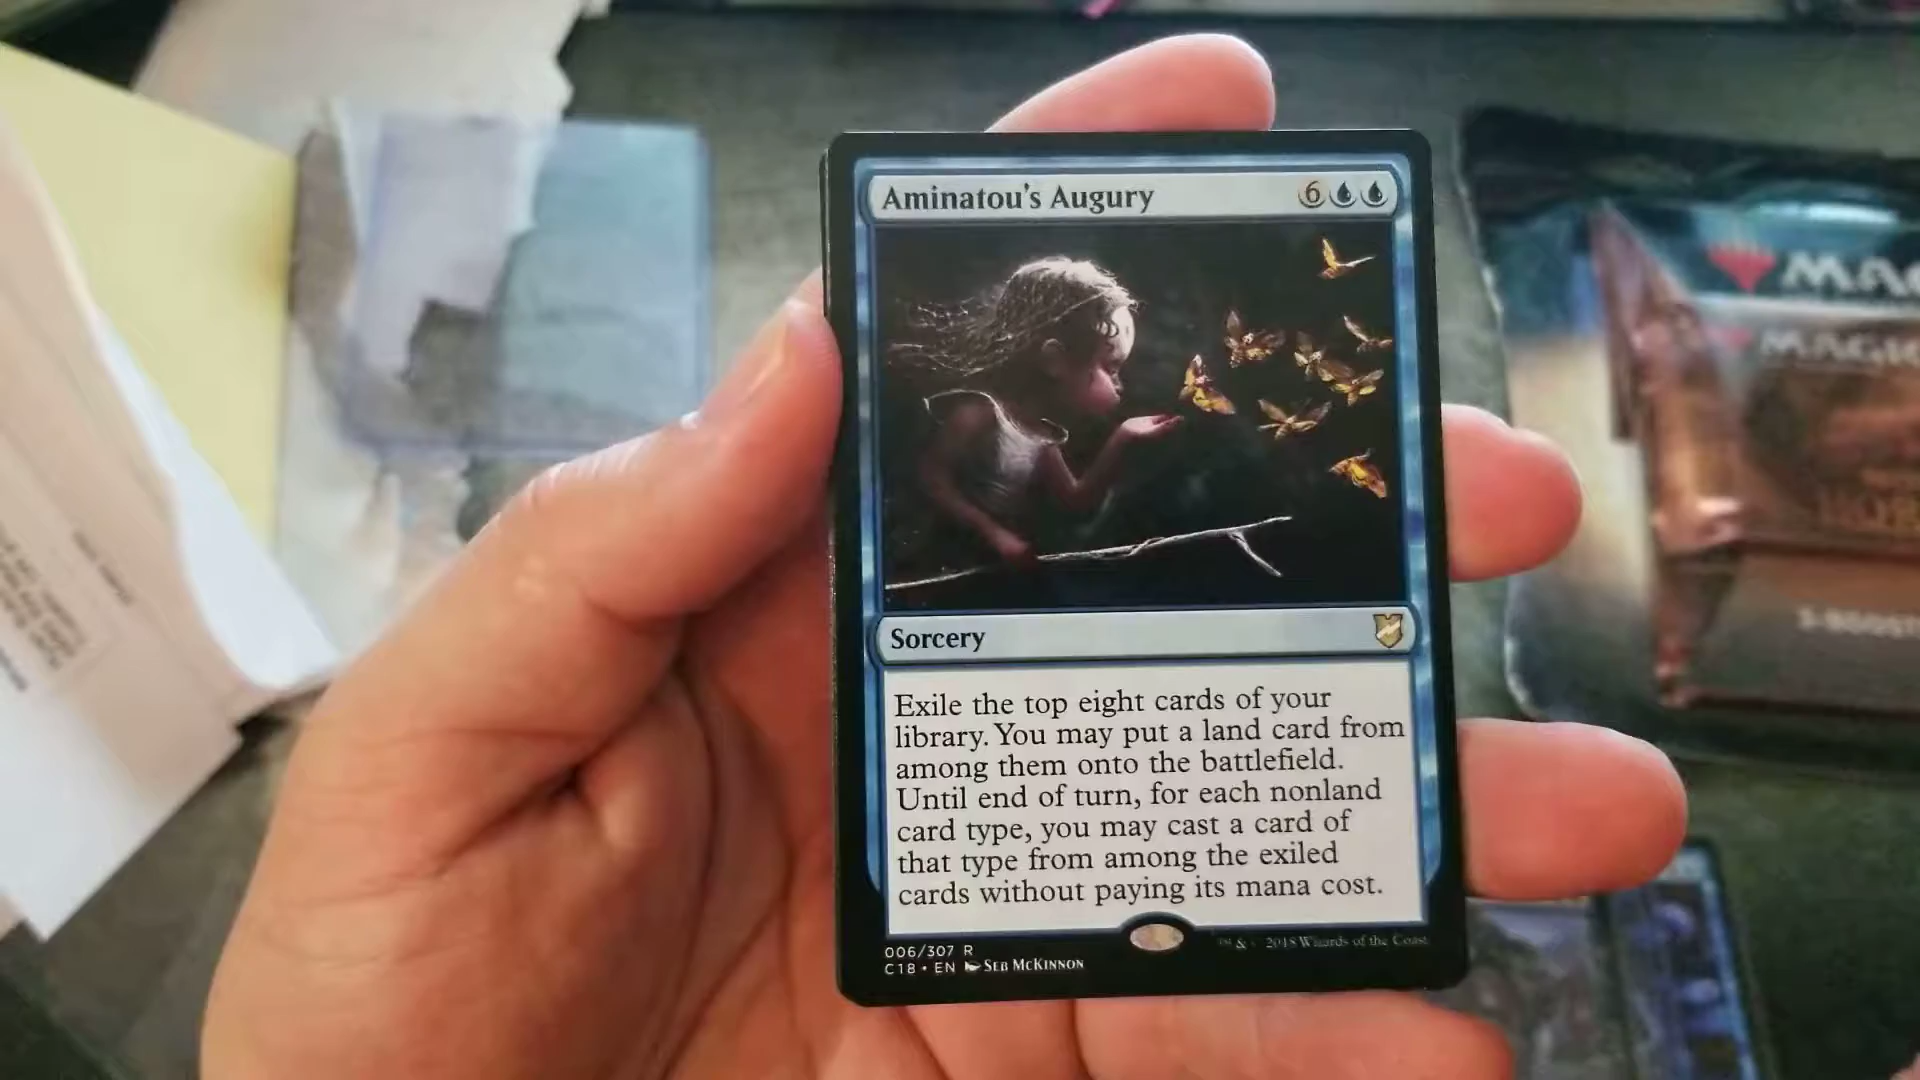 Aminatou's Augury 6
Sorcery
Exile the top eight cards of your
library. You may put a land card from
among them onto the battlefield.
Until end of turn, for each nonland
card type, you may cast a card of
that type from among the exiled
cards without paying its mana cost.
006/307 R
C18 • EN SEB MCKINNON
™ & 2018 Wizards of the Coast